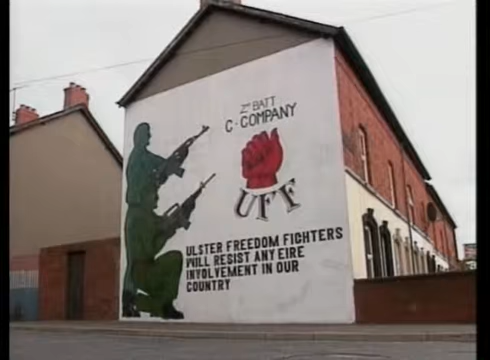 2ND BATT
C·COMPANY
UFF
ULSTER FREEDOM FIGHTERS
WILL RESIST ANY EIRE
INVOLVEMENT IN OUR
COUNTRY